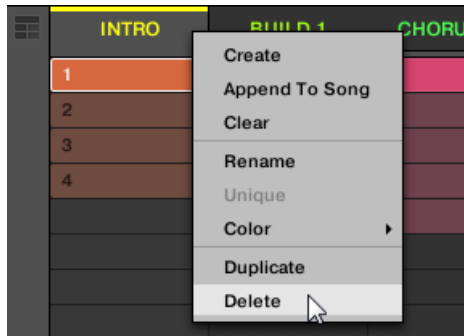 INTRO
BUILD 1
CHORU
1
2
3
4
Create
Append To Song
Clear
Rename
Unique
Color
Duplicate
Delete